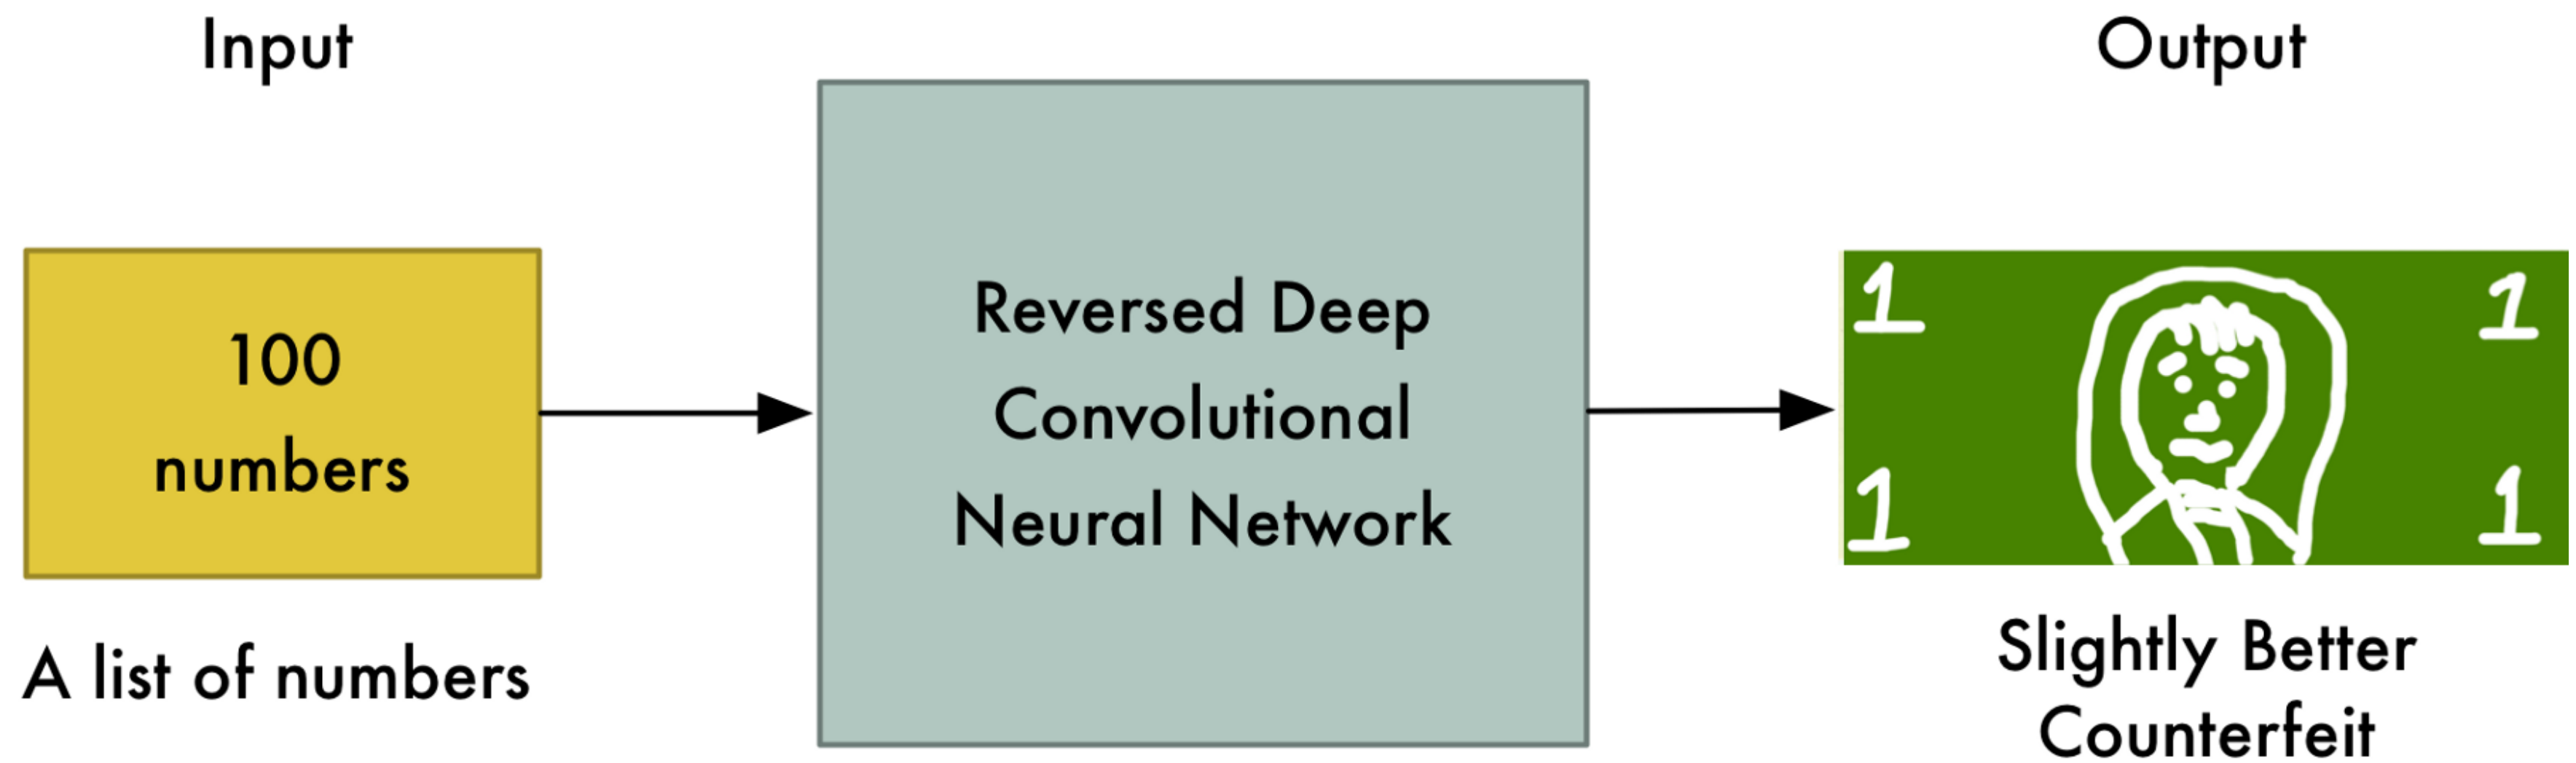 Input
Output
100
numbers
A list of numbers
Reversed Deep
Convolutional
Neural Network
1 1
1 1
Slightly Better
Counterfeit